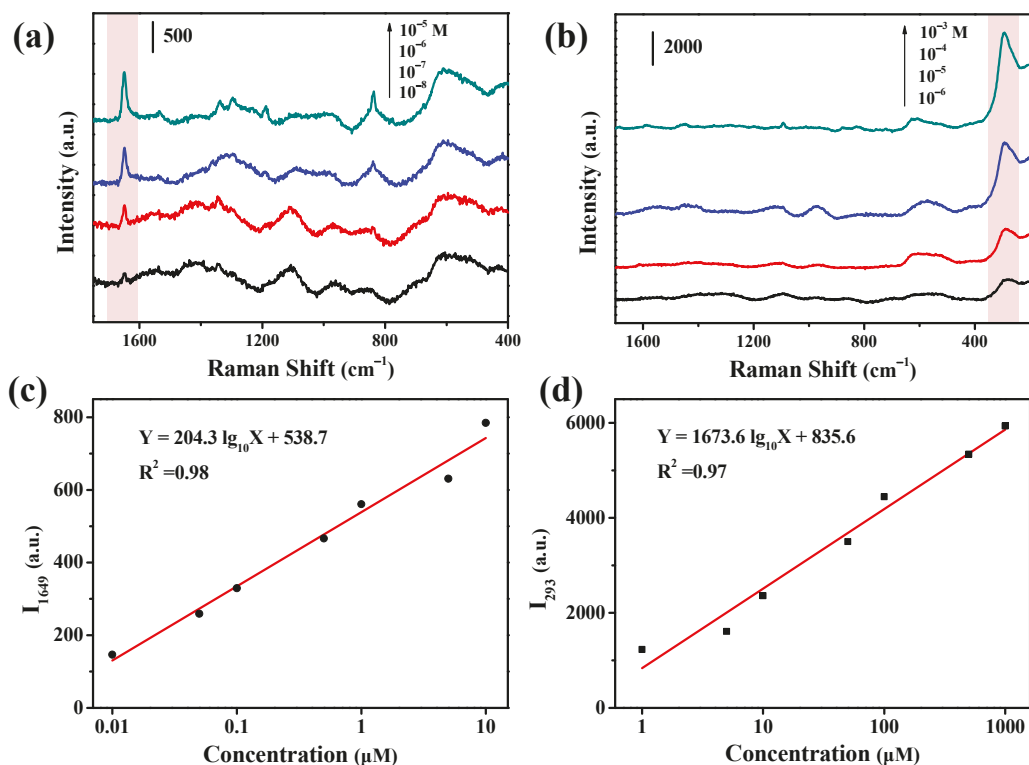 (a)
500
10⁻⁵ M
10⁻⁶
10⁻⁷
10⁻⁸
Intensity (a.u.)
1600
1200
800
400
Raman Shift (cm⁻¹)
(b)
2000
10⁻³ M
10⁻⁴
10⁻⁵
10⁻⁶
Intensity (a.u.)
1600
1200
800
400
Raman Shift (cm⁻¹)
(c)
800
600
400
200
0
Y = 204.3 lg₁₀X + 538.7
R² =0.98
I₁₆₄₉ (a.u.)
0.01
0.1
1
10
Concentration (µM)
(d)
6000
4000
2000
0
Y = 1673.6 lg₁₀X + 835.6
R² =0.97
I₂₉₃ (a.u.)
1
10
100
1000
Concentration (µM)